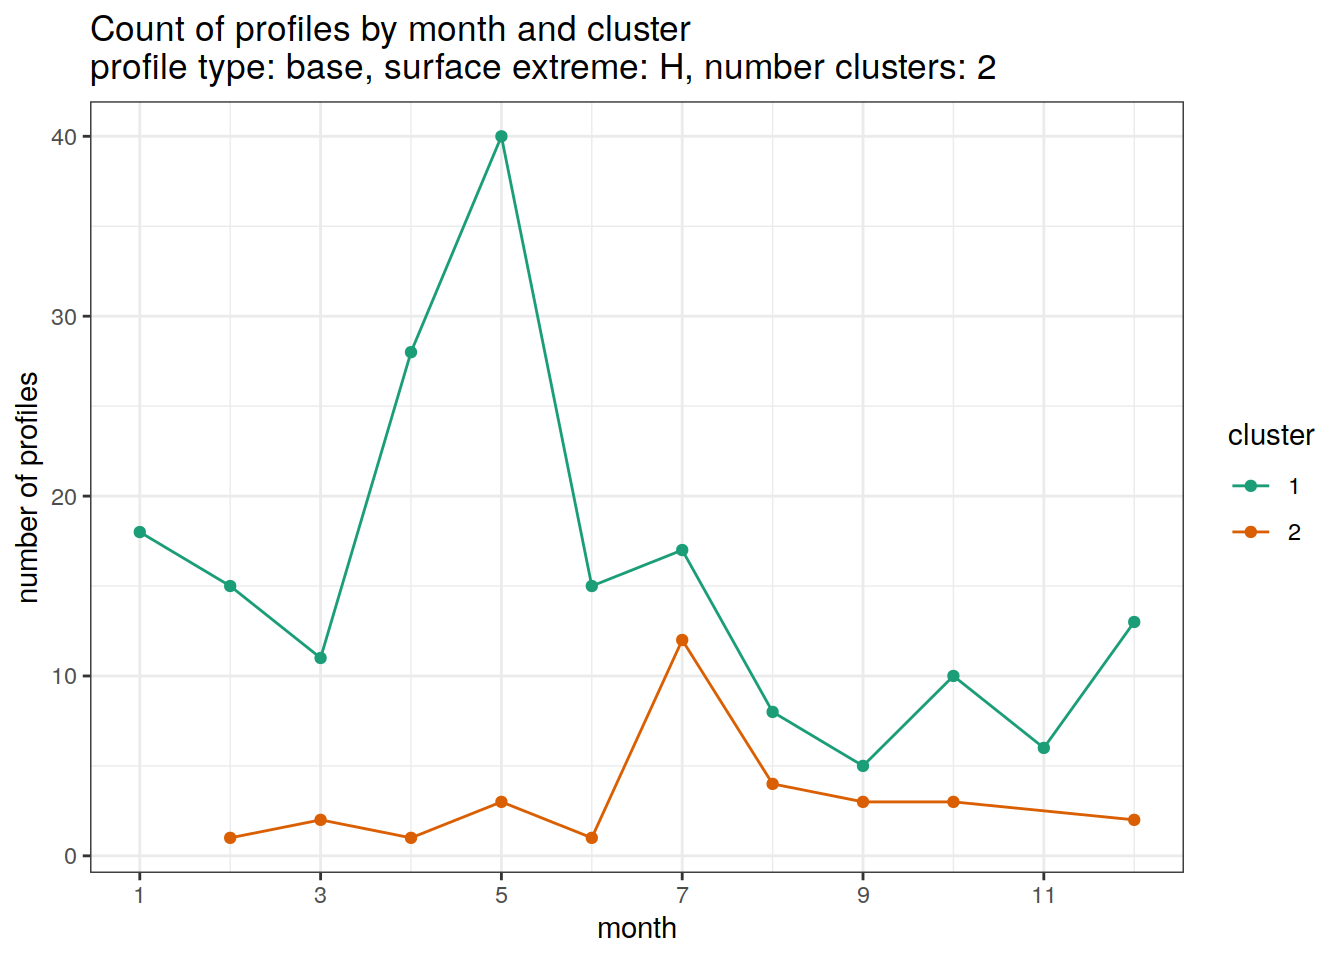 Count of profiles by month and cluster
profile type: base, surface extreme: H, number clusters: 2
40
30
20
10
0
number of profiles
1 3 5 7 9 11
month
cluster
1
2